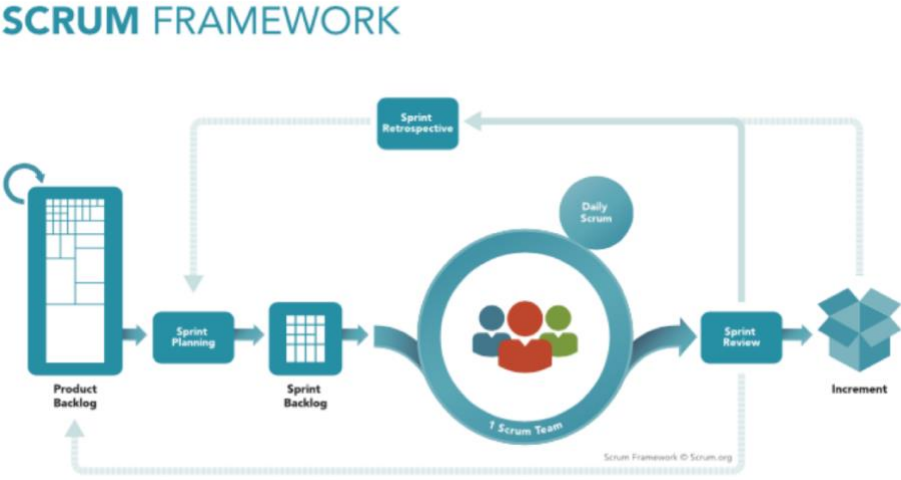 SCRUM FRAMEWORK
Sprint
Retrospective
Daily
Scrum
Sprint
Planning
Sprint
Review
Product
Backlog
Sprint
Backlog
Increment
1 Scrum Team
Scrum Framework © Scrum.org